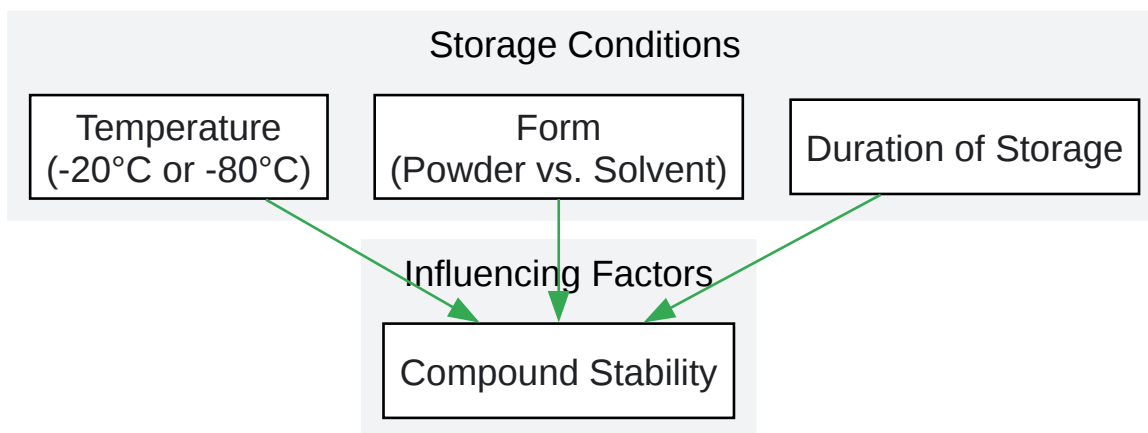 Storage Conditions
Temperature
(-20°C or -80°C)
Form
(Powder vs. Solvent)
Duration of Storage
Influencing Factors
Compound Stability